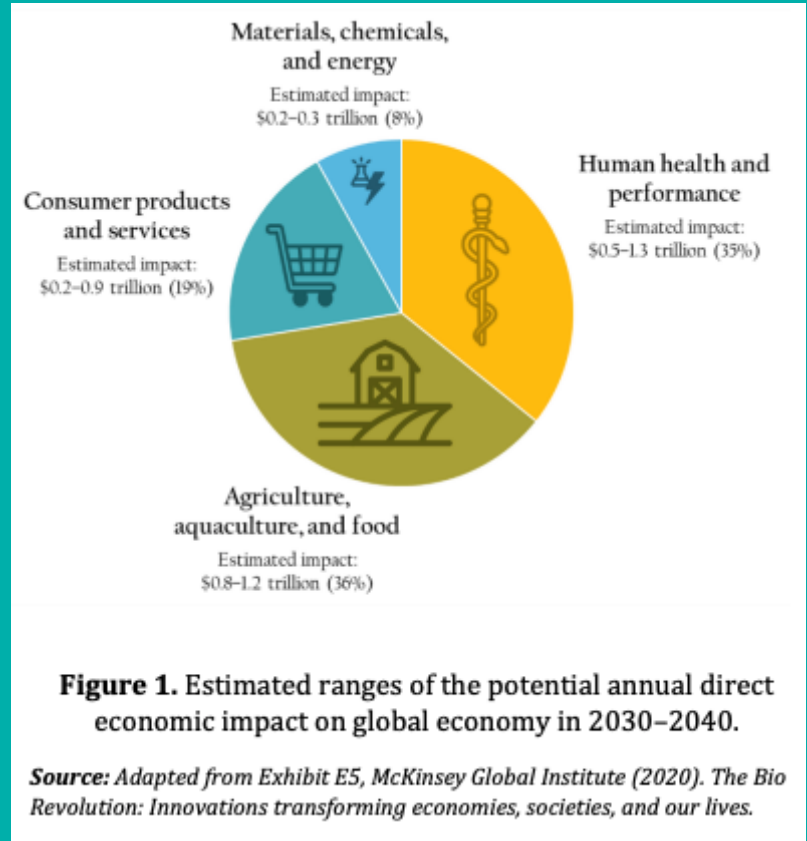 Materials, chemicals,
and energy
Estimated impact:
$0.2–0.3 trillion (8%)
Human health and
performance
Estimated impact:
$0.5–1.3 trillion (35%)
Consumer products
and services
Estimated impact:
$0.2–0.9 trillion (19%)
Agriculture,
aquaculture, and food
Estimated impact:
$0.8–1.2 trillion (36%)
Figure 1. Estimated ranges of the potential annual direct
economic impact on global economy in 2030–2040.
Source: Adapted from Exhibit E5, McKinsey Global Institute (2020). The Bio
Revolution: Innovations transforming economies, societies, and our lives.